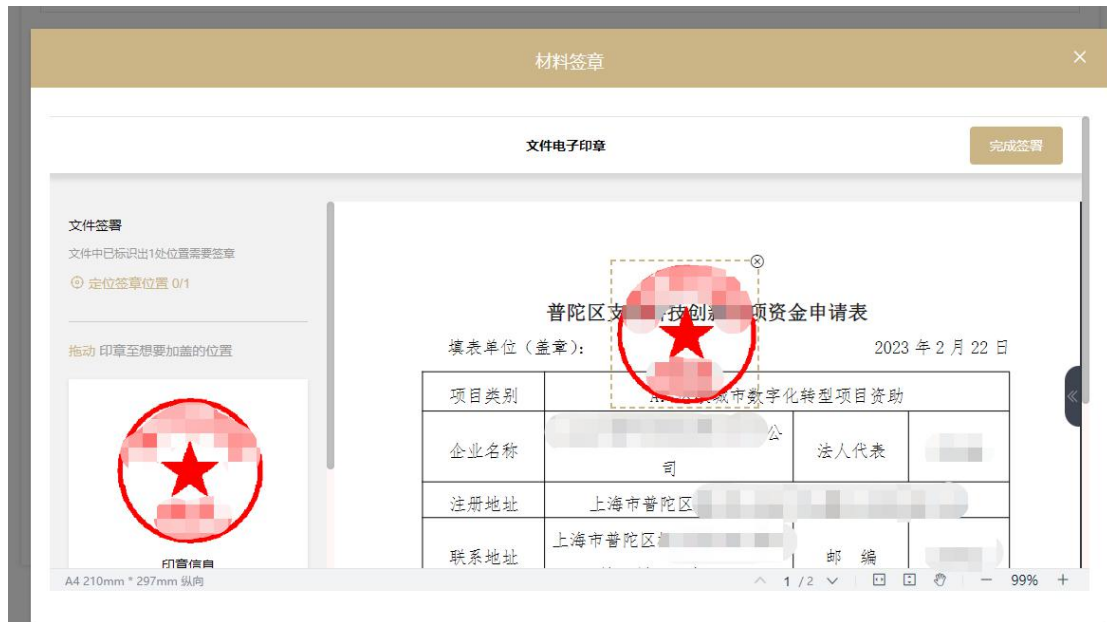 材料签章
文件电子印章
完成签署
文件签署
文件中已标识出1处位置需要签章
定位签章位置 0/1
拖动 印章至想要加盖的位置
印章信息
普陀区支 技创新 项资金申请表
填表单位（盖章）： 2023 年 2 月 22 日
项目类别 城市数字化转型项目资助
企业名称 公司 法人代表
注册地址 上海市普陀区
联系地址 上海市普陀区 邮 编
A4 210mm * 297mm 纵向 1 / 2 99%